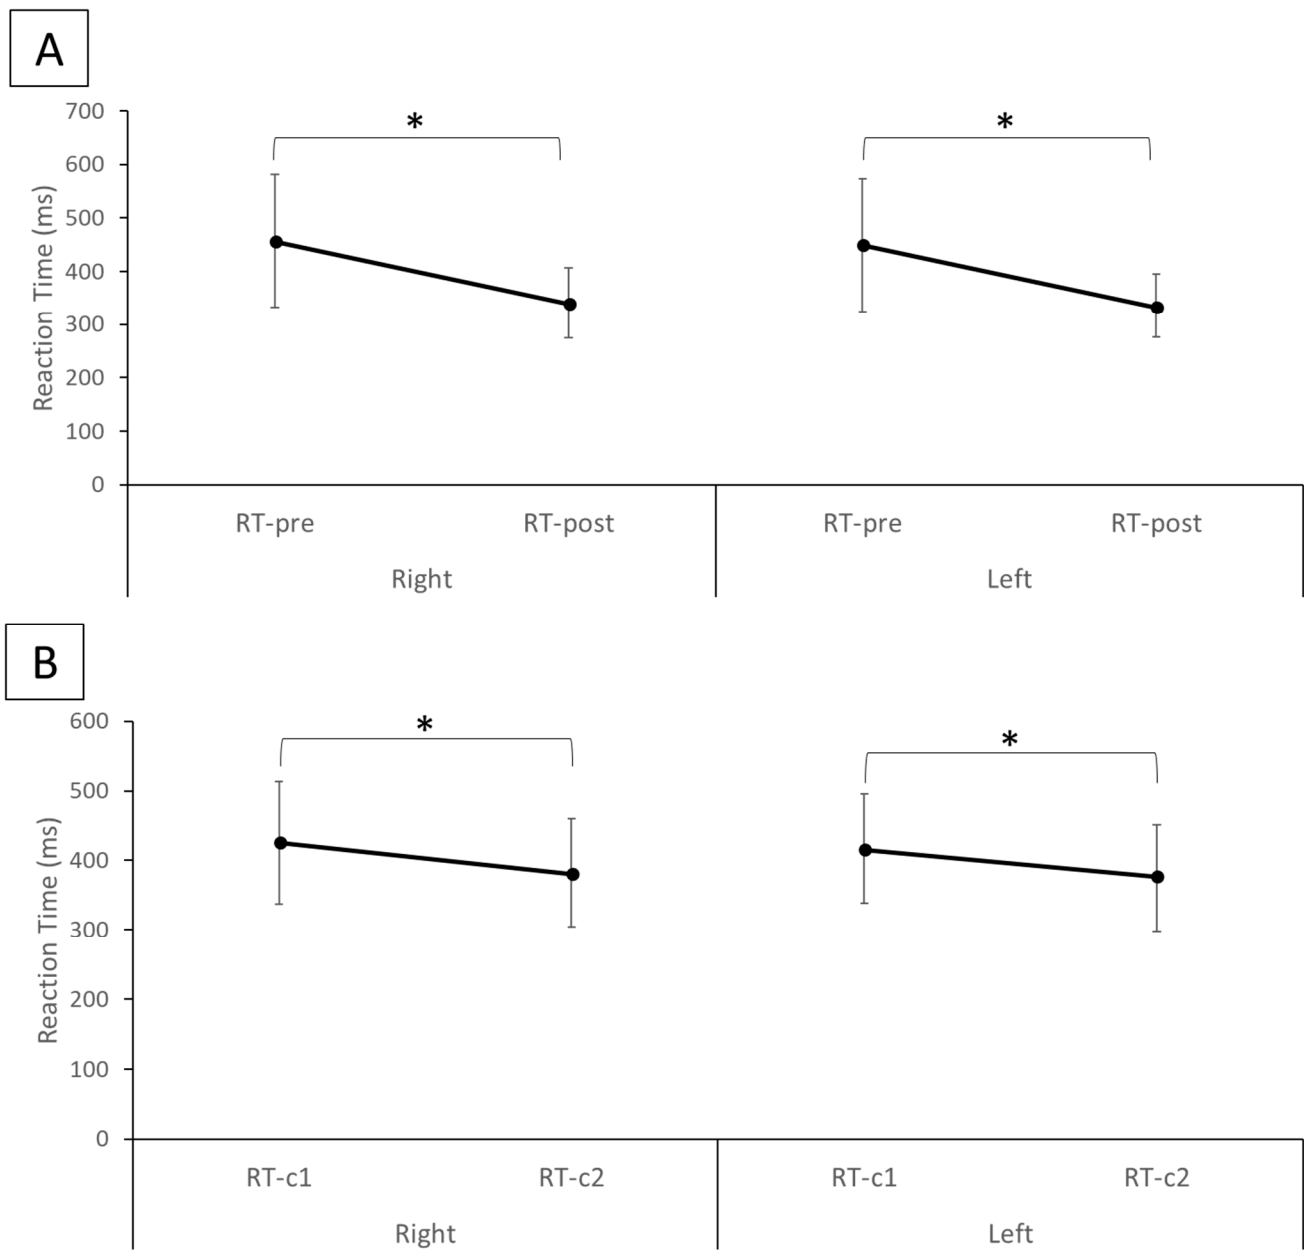 A
700
600
500
400
300
200
100
0
Reaction Time (ms)
*
*
RT-pre RT-post RT-pre RT-post
Right Left
B
600
500
400
300
200
100
0
Reaction Time (ms)
*
*
RT-c1 RT-c2 RT-c1 RT-c2
Right Left